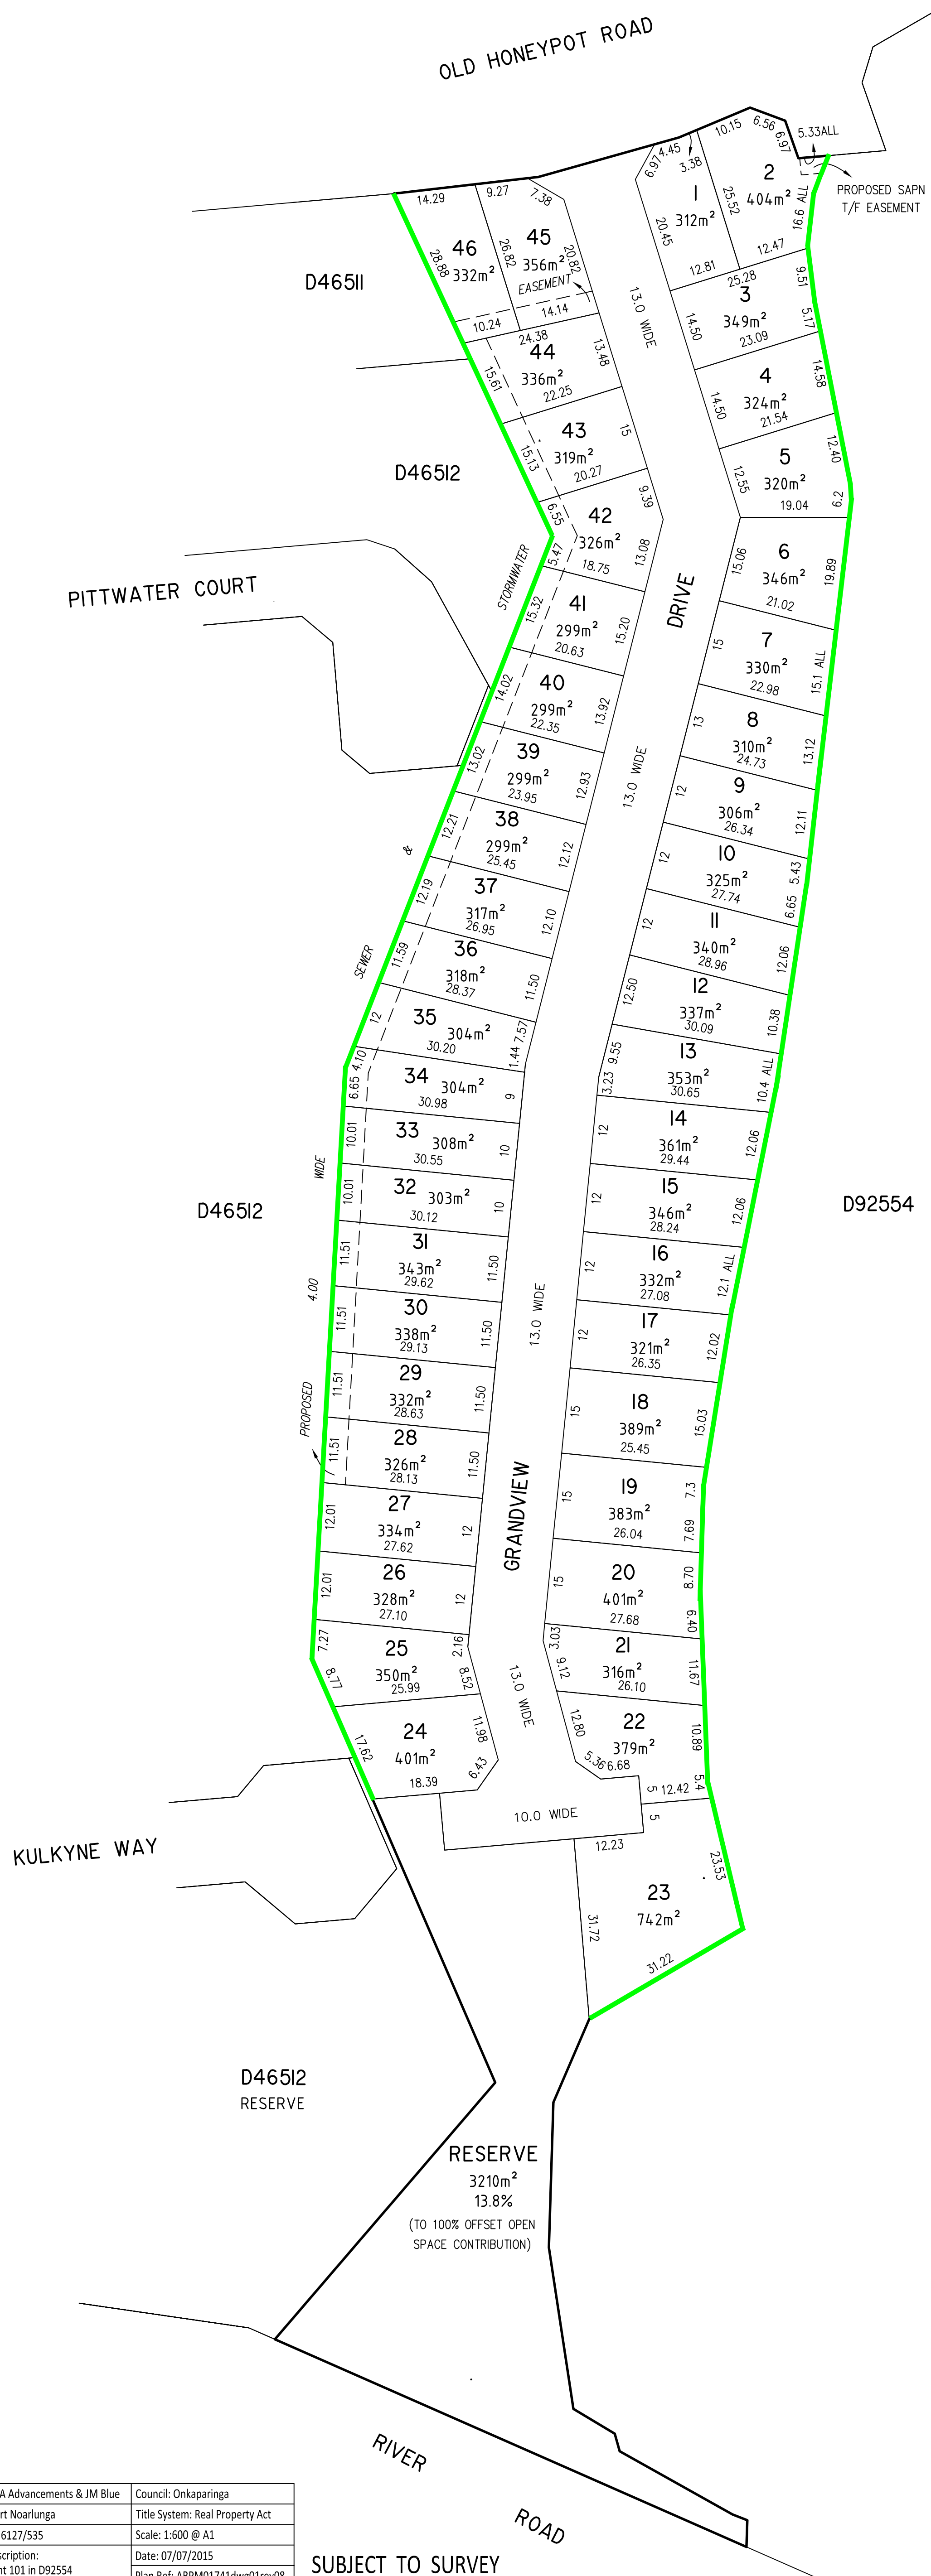 OLD HONEYPOT ROAD
10.15
6.56
6.97
5.33ALL
6.97
4.45
3.38
2
404m²
PROPOSED SAPN
T/F EASEMENT
1
312m²
25.52
16.6 ALL
20.45
12.47
12.81
25.28
14.29
9.27
7.38
46
332m²
28.88
26.82
45
356m²
20.82
EASEMENT
D46511
10.24
14.14
24.38
13.0 WIDE
3
349m²
23.09
14.50
9.51
5.17
44
336m²
22.25
15.61
13.48
4
324m²
21.54
14.50
14.58
43
319m²
20.27
15.13
15
5
320m²
19.04
12.55
12.40
6.2
D46512
42
326m²
18.75
6.55
5.47
9.39
13.08
6
346m²
21.02
15.06
19.89
PITTWATER COURT
STORMWATER
DRIVE
41
299m²
20.63
15.32
15.20
7
330m²
22.98
15
15.1 ALL
40
299m²
22.35
14.02
13.92
8
310m²
24.73
13
13.12
39
299m²
23.95
13.02
12.93
13.0 WIDE
9
306m²
26.34
12
12.11
38
299m²
25.45
12.21
12.12
&
10
325m²
27.74
12
5.43
6.65
37
317m²
26.95
12.19
12.10
11
340m²
28.96
12
12.06
36
318m²
28.37
11.59
11.50
SEWER
12
337m²
30.09
12.50
10.38
35
304m²
30.20
12
4.10
7.57
1.44
13
353m²
30.65
9.55
3.23
10.4 ALL
34
304m²
30.98
6.65
9
14
361m²
29.44
12
12.06
33
308m²
30.55
10.01
10
WIDE
15
346m²
28.24
12
12.06
32
303m²
30.12
10.01
10
D46512
D92554
31
343m²
29.62
11.51
11.50
16
332m²
27.08
12
12.1 ALL
4.00
30
338m²
29.13
11.51
11.50
13.0 WIDE
17
321m²
26.35
12
12.02
29
332m²
28.63
11.51
11.50
PROPOSED
18
389m²
25.45
15
15.03
28
326m²
28.13
11.51
11.50
19
383m²
26.04
15
7.3
7.69
27
334m²
27.62
12.01
12
GRANDVIEW
20
401m²
27.68
15
8.70
6.40
26
328m²
27.10
12.01
12
21
316m²
26.10
3.03
9.12
11.67
25
350m²
25.99
7.27
8.77
2.16
8.52
13.0 WIDE
22
379m²
12.80
5.36
6.68
10.89
5.4
24
401m²
18.39
17.62
11.98
6.43
5
12.42
5
10.0 WIDE
12.23
KULKYNE WAY
23
742m²
31.72
23.53
31.22
D46512
RESERVE
RESERVE
3210m²
13.8%
(TO 100% OFFSET OPEN
SPACE CONTRIBUTION)
RIVER
ROAD
A Advancements & JM Blue
Council: Onkaparinga
rt Noarlunga
Title System: Real Property Act
6127/535
Scale: 1:600 @ A1
scription:
nt 101 in D92554
Date: 07/07/2015
Plan Ref: ABPM01741dwg01rev08
SUBJECT TO SURVEY